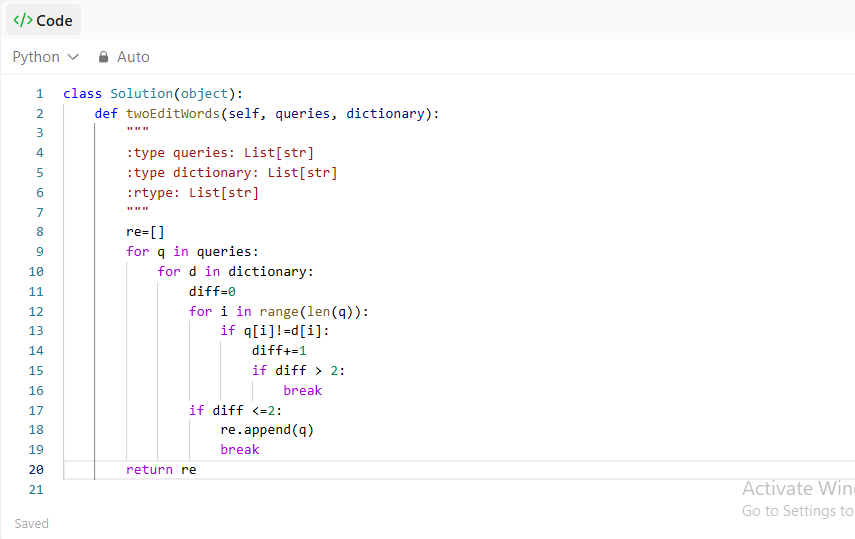 </> Code
Python Auto
1 class Solution(object):
2     def twoEditWords(self, queries, dictionary):
3         """
4         :type queries: List[str]
5         :type dictionary: List[str]
6         :rtype: List[str]
7         """
8         re=[]
9         for q in queries:
10             for d in dictionary:
11                 diff=0
12                 for i in range(len(q)):
13                     if q[i]!=d[i]:
14                         diff+=1
15                         if diff > 2:
16                             break
17                 if diff <=2:
18                     re.append(q)
19                     break
20         return re
21
Activate Win
Go to Settings to
Saved